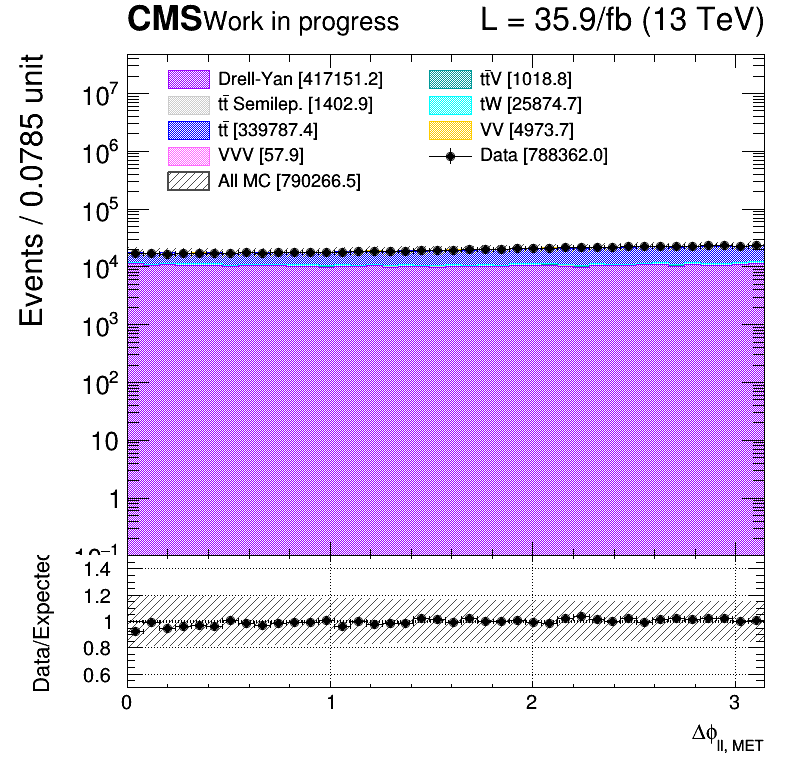 CMS Work in progress L = 35.9/fb (13 TeV)
Events / 0.0785 unit
Drell-Yan [417151.2]
tt̄ Semilep. [1402.9]
tt̄ [339787.4]
VVV [57.9]
All MC [790266.5]
tt̄V [1018.8]
tW [25874.7]
VV [4973.7]
Data [788362.0]
10⁷
10⁶
10⁵
10⁴
10³
10²
10
1
10⁻¹
Data/Expected
1.4
1.2
1
0.8
0.6
0 1 2 3
Δϕ_ll, MET